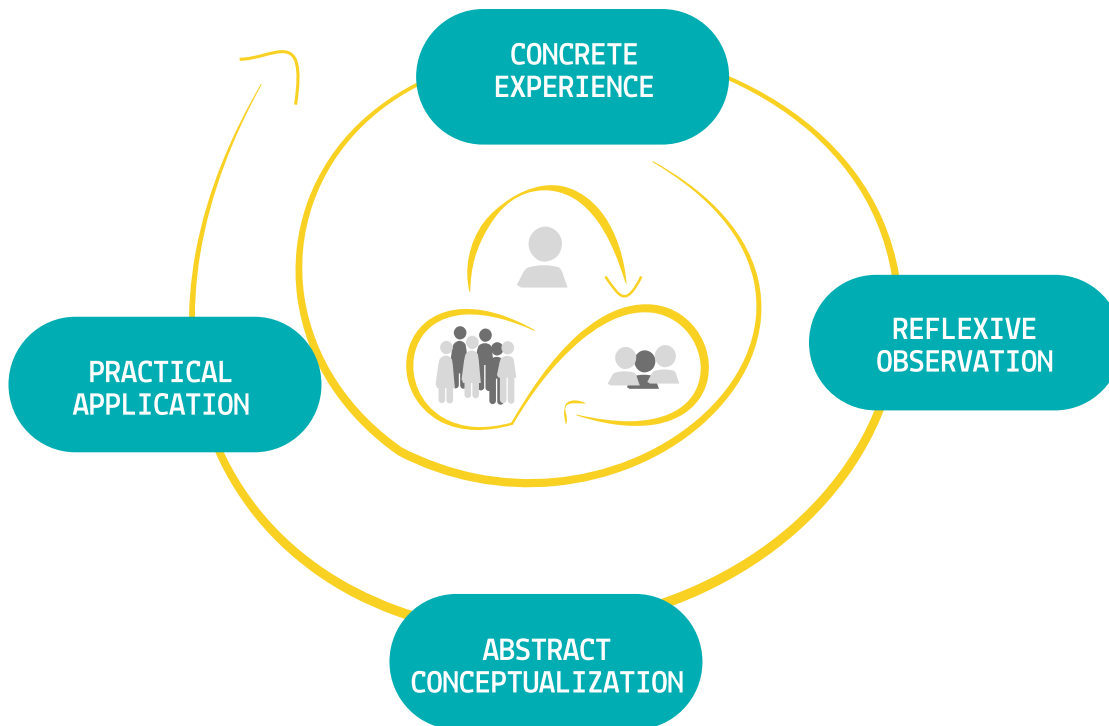 CONCRETE
EXPERIENCE
REFLEXIVE
OBSERVATION
PRACTICAL
APPLICATION
ABSTRACT
CONCEPTUALIZATION